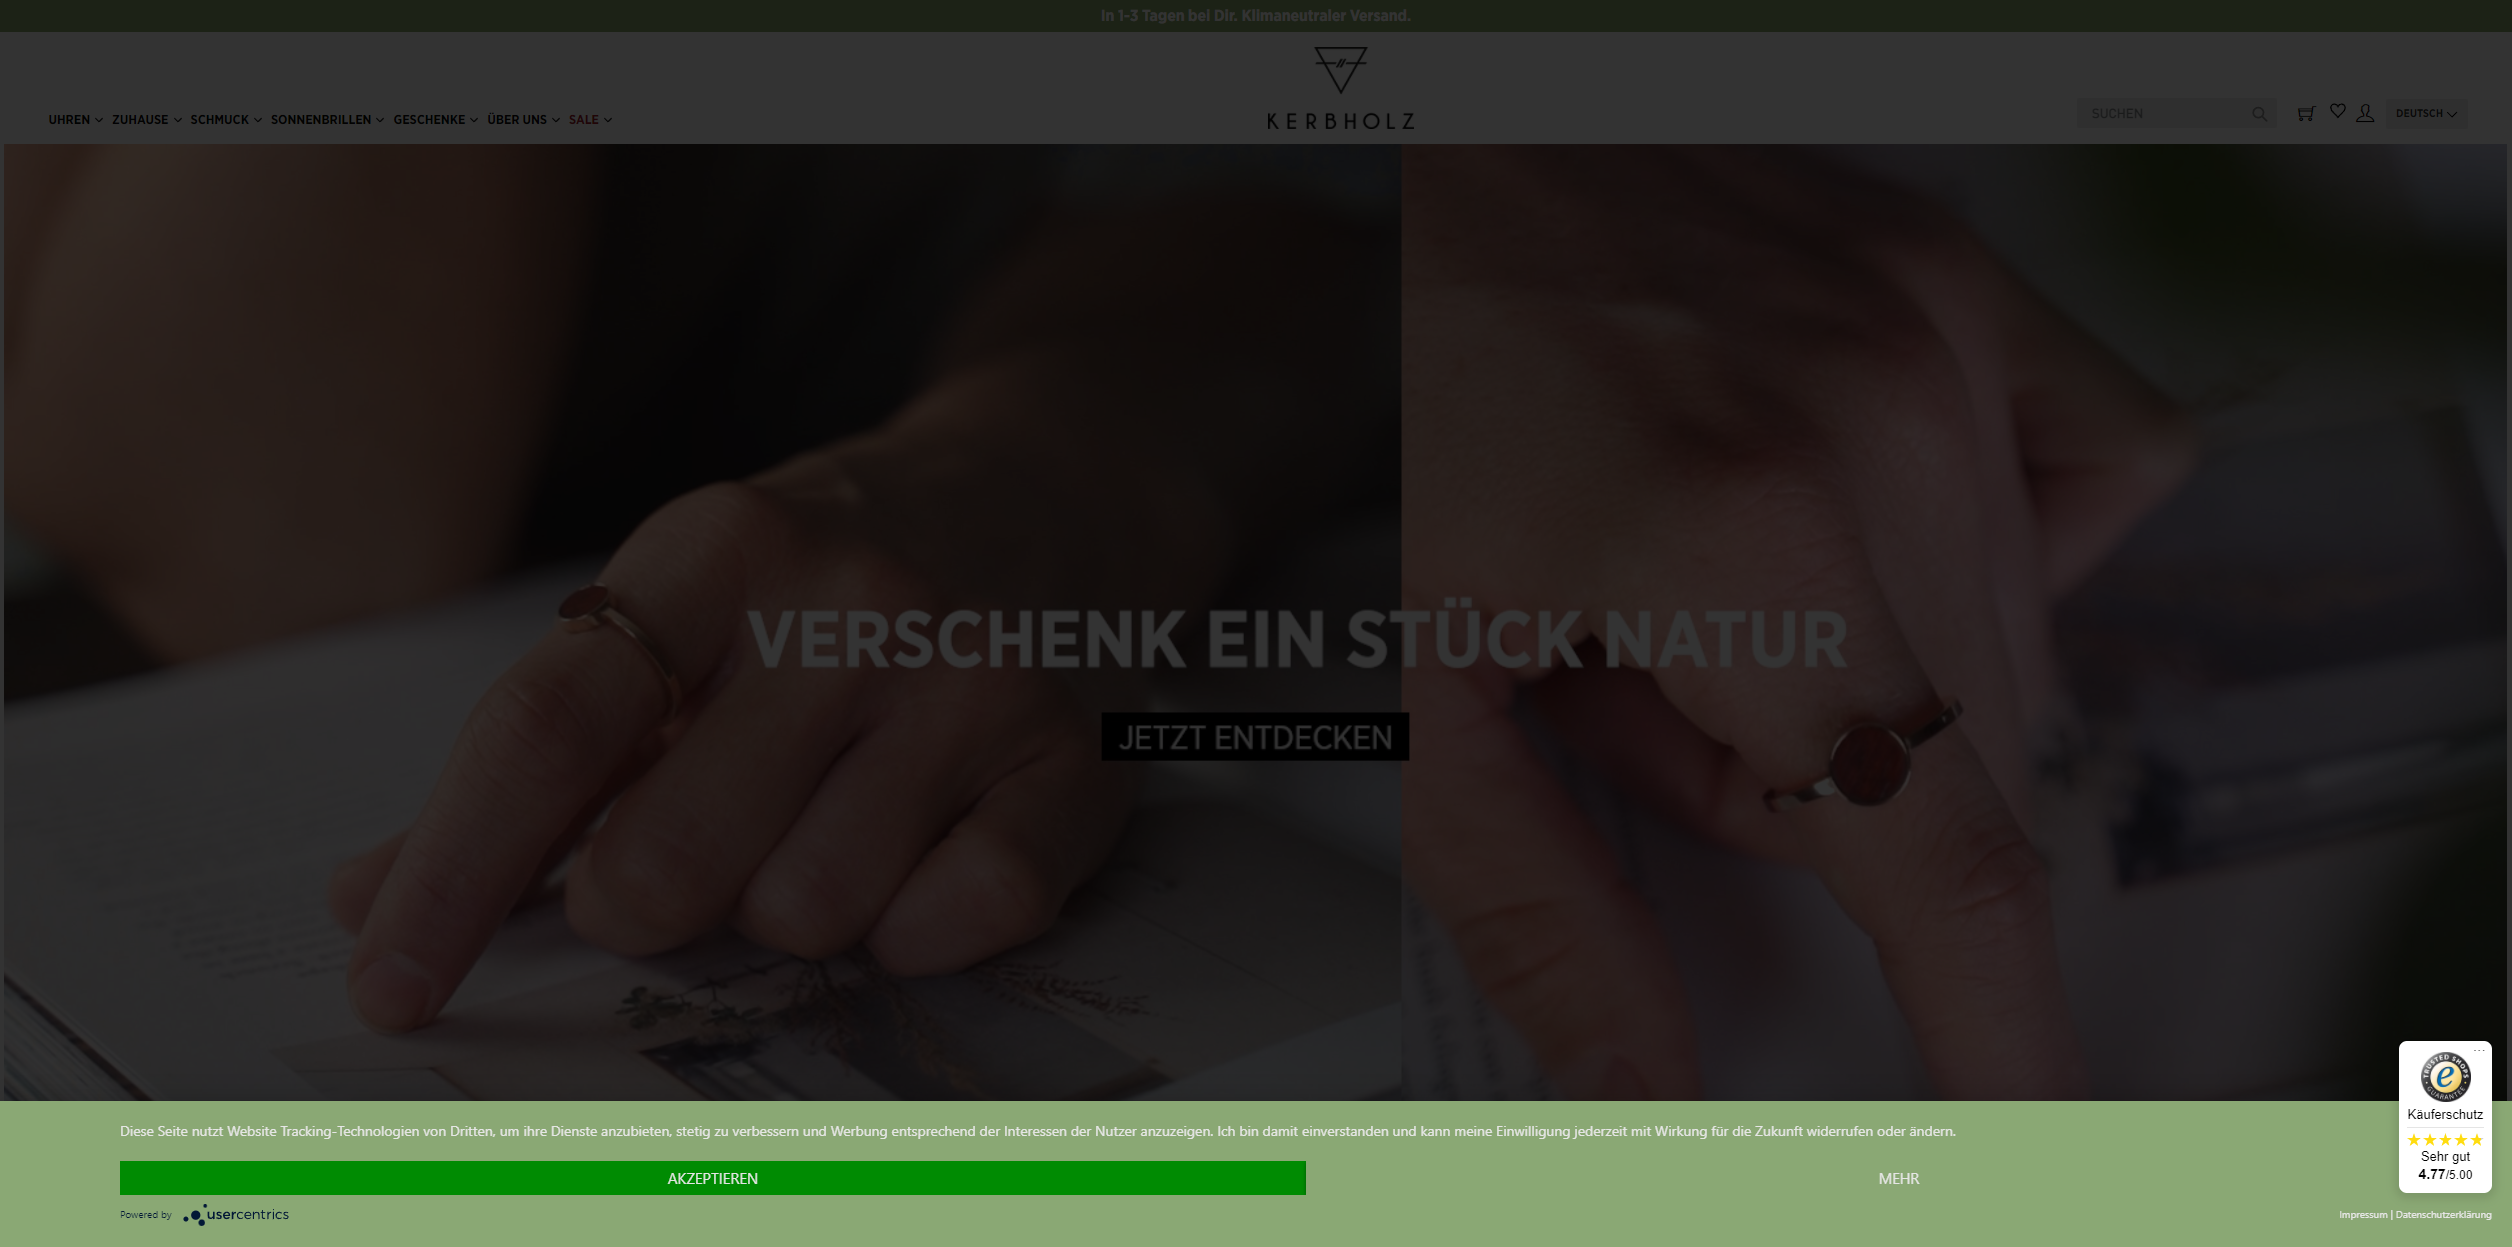 In 1-3 Tagen bei Dir. Klimaneutraler Versand.
KERBHOLZ
UHREN ZUHAUSE SCHMUCK SONNENBRILLEN GESCHENKE ÜBER UNS SALE
SUCHEN
DEUTSCH
VERSCHENK EIN STÜCK NATUR
JETZT ENTDECKEN
Diese Seite nutzt Website Tracking-Technologien von Dritten, um ihre Dienste anzubieten, stetig zu verbessern und Werbung entsprechend der Interessen der Nutzer anzuzeigen. Ich bin damit einverstanden und kann meine Einwilligung jederzeit mit Wirkung für die Zukunft widerrufen oder ändern.
AKZEPTIEREN
MEHR
Powered by usercentrics
Impressum | Datenschutzerklärung
TRUSTED SHOPS
e
GUARANTEE
Käuferschutz
Sehr gut
4.77/5.00